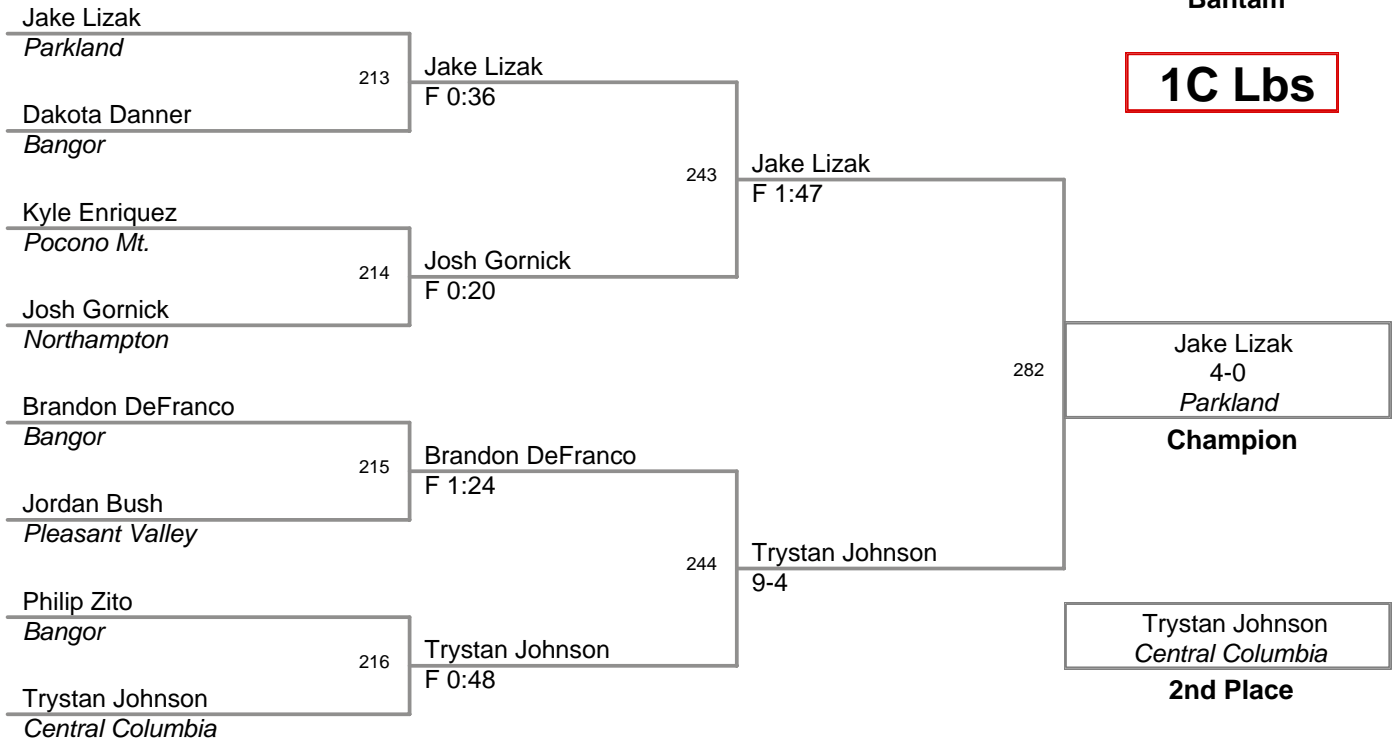 Bantam
1C Lbs
Jake Lizak
Parkland
213
Dakota Danner
Bangor
Jake Lizak
F 0:36
Kyle Enriquez
Pocono Mt.
214
Josh Gornick
Northampton
Josh Gornick
F 0:20
243
Jake Lizak
F 1:47
Brandon DeFranco
Bangor
215
Jordan Bush
Pleasant Valley
Brandon DeFranco
F 1:24
Philip Zito
Bangor
216
Trystan Johnson
Central Columbia
Trystan Johnson
F 0:48
244
Trystan Johnson
9-4
282
Jake Lizak
4-0
Parkland
Champion
Trystan Johnson
Central Columbia
2nd Place